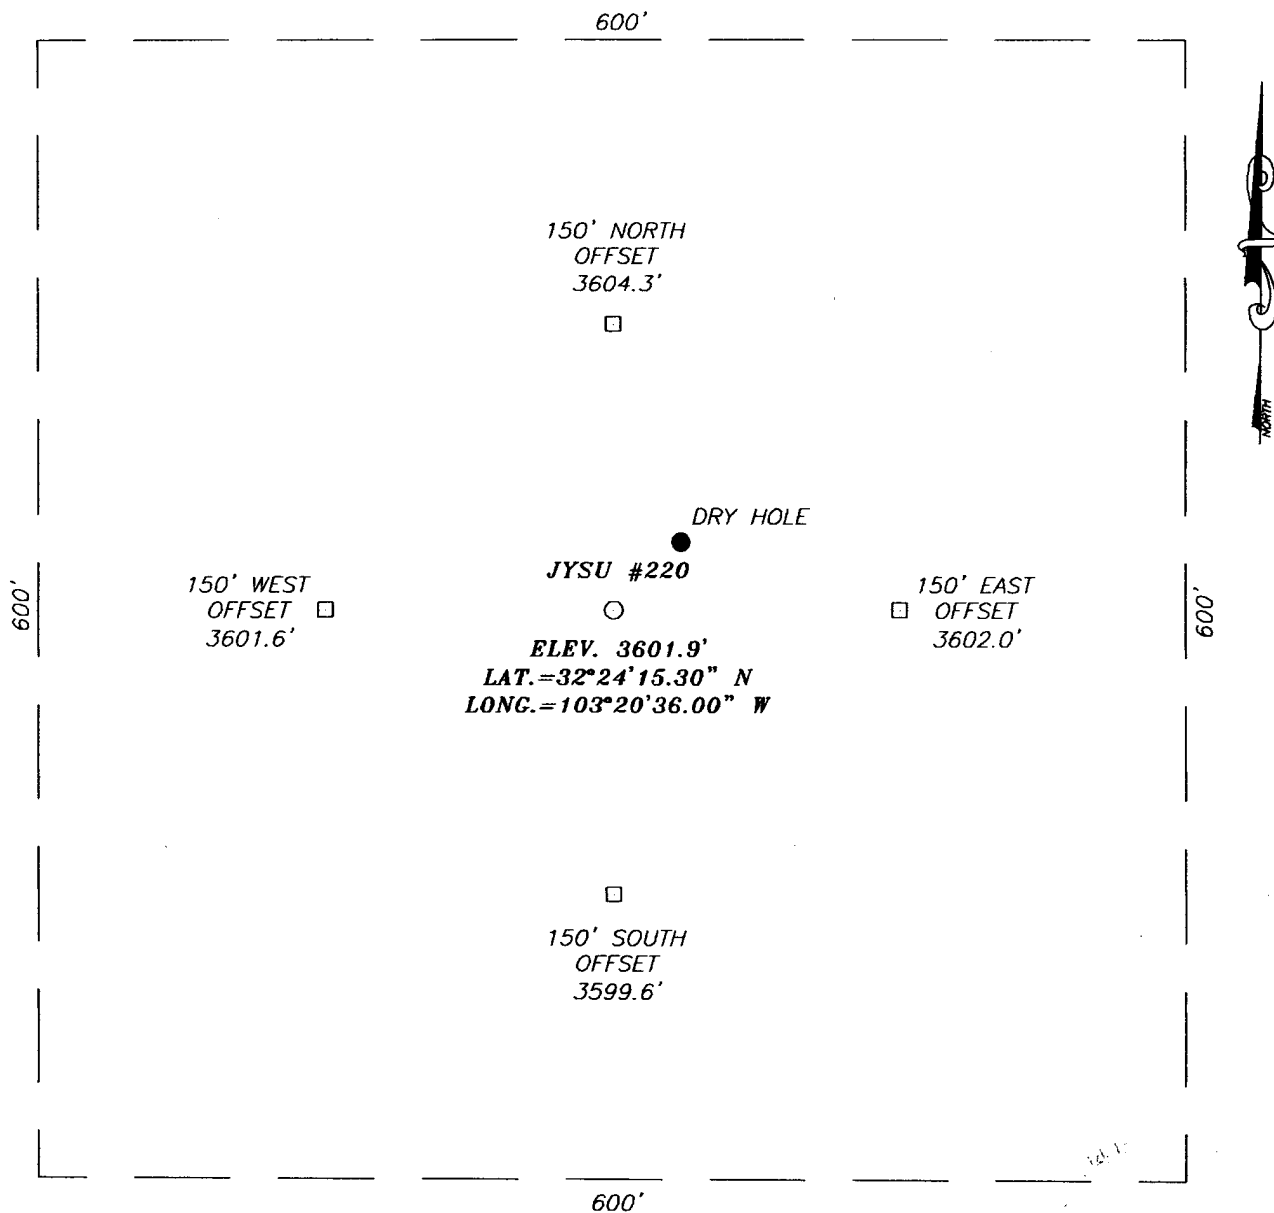 600'
150' NORTH
OFFSET
3604.3'
NORTH
DRY HOLE
JYSU #220
150' WEST
OFFSET
3601.6'
150' EAST
OFFSET
3602.0'
600'
600'
ELEV. 3601.9'
LAT.=32°24'15.30" N
LONG.=103°20'36.00" W
150' SOUTH
OFFSET
3599.6'
600'